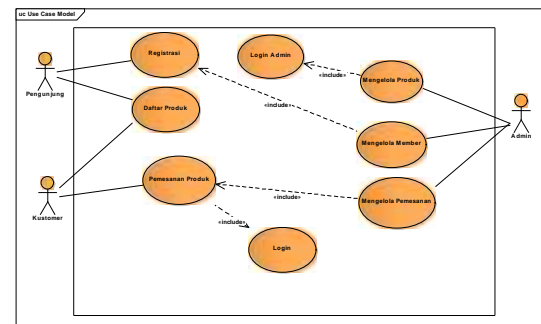 uc Use Case Model
Registrasi
Login Admin
Mengelola Produk
«include»
Pengunjung
«include»
Daftar Produk
Admin
Mengelola Member
Pemesanan Produk
Mengelola Pemesanan
«include»
Kustomer
«include»
Login